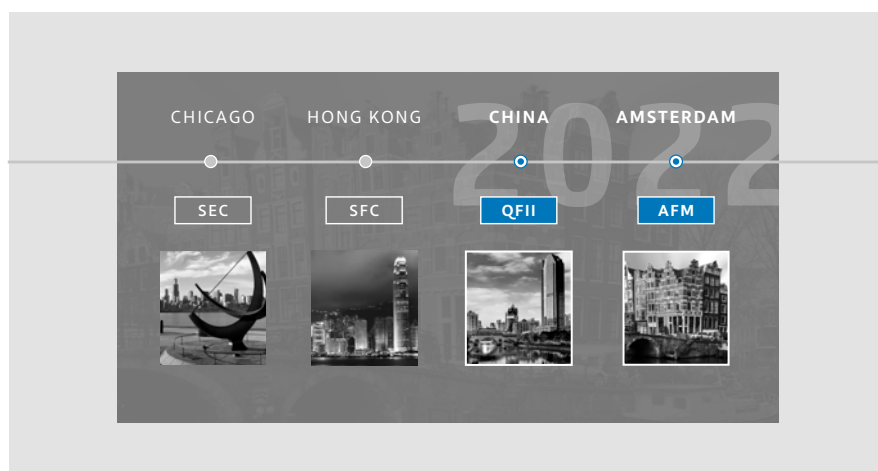 2022
CHICAGO HONG KONG CHINA AMSTERDAM
SEC SFC QFII AFM